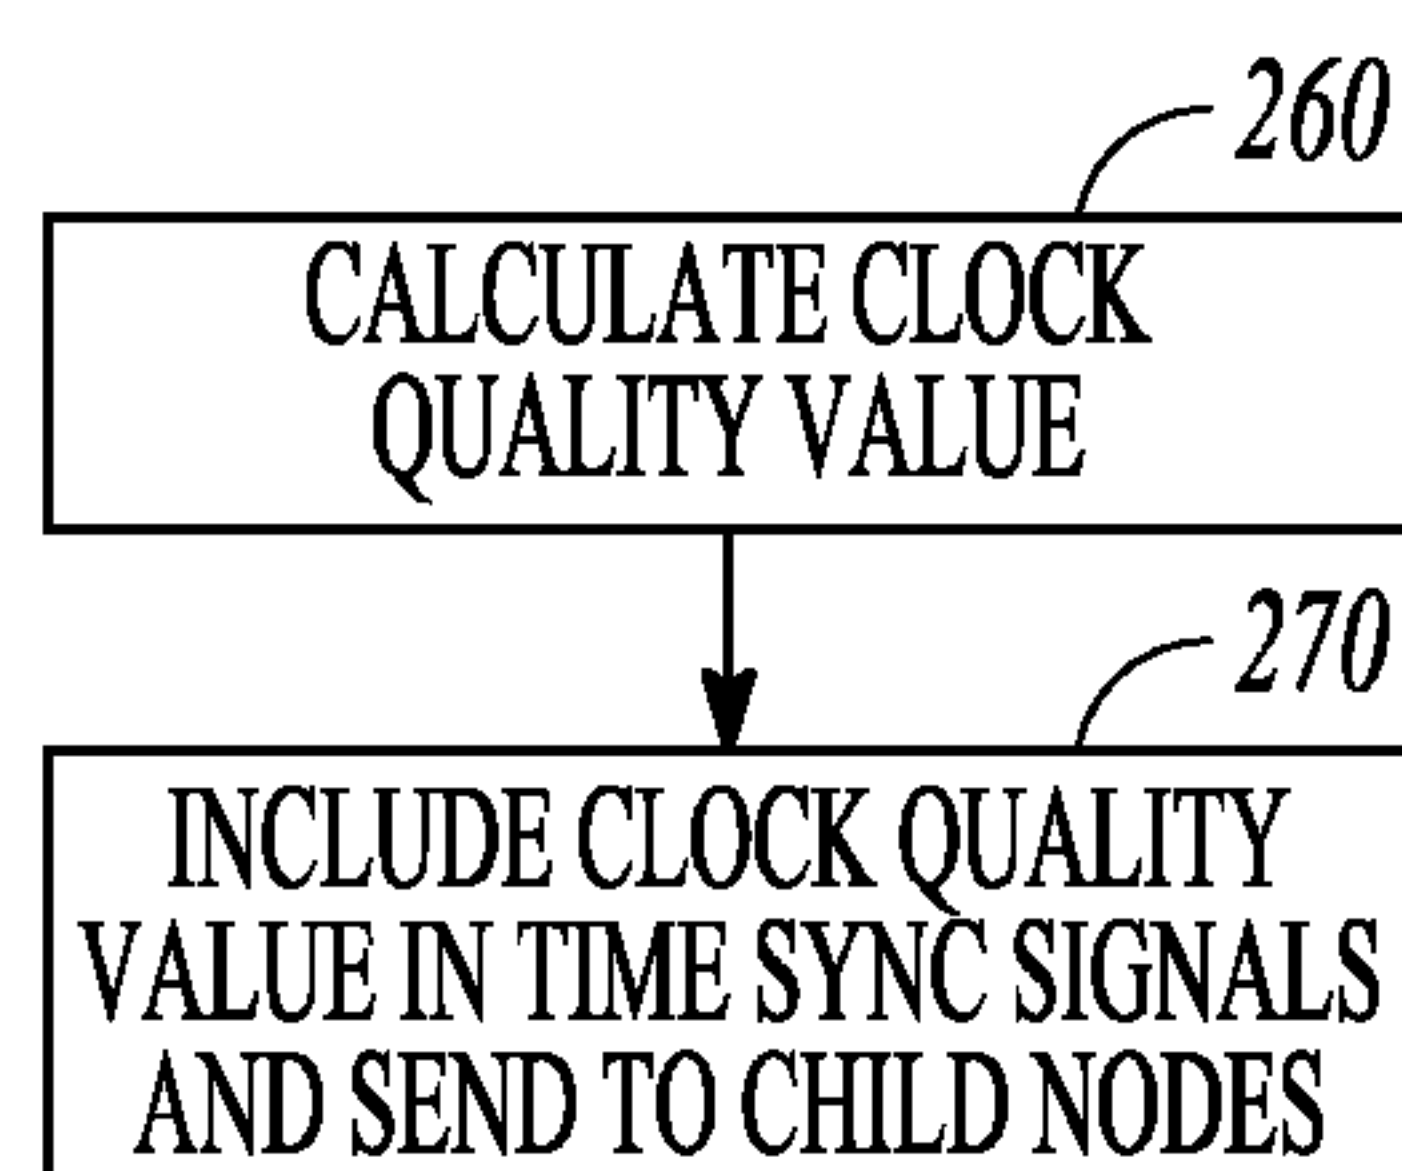 260
CALCULATE CLOCK
QUALITY VALUE
270
INCLUDE CLOCK QUALITY
VALUE IN TIME SYNC SIGNALS
AND SEND TO CHILD NODES